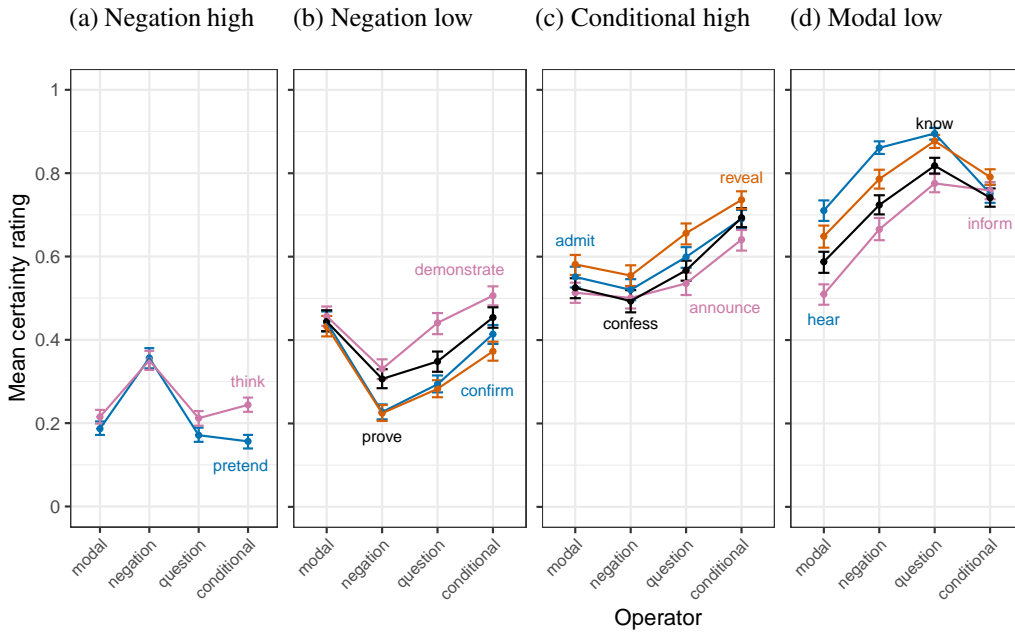 (a) Negation high
(b) Negation low
(c) Conditional high
(d) Modal low
Mean certainty rating
1
0.8
0.6
0.4
0.2
0
think
pretend
demonstrate
confirm
prove
reveal
admit
announce
confess
know
inform
hear
modal
negation
question
conditional
modal
negation
question
conditional
modal
negation
question
conditional
modal
negation
question
conditional
Operator